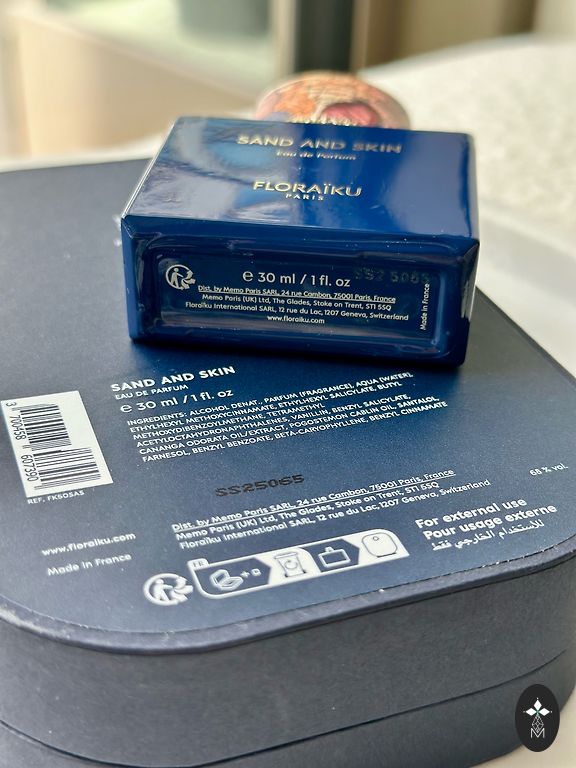 SAND AND SKIN
Eau de Parfum
FLORAÏKU
PARIS
e 30 ml / 1 fl. oz
SS25065
Dist. by Memo Paris SARL, 24 rue Cambon, 75001 Paris, France
Memo Paris (UK) Ltd, The Glades, Stoke on Trent, ST1 5SQ
Floraïku International SARL, 12 rue du Lac, 1207 Geneva, Switzerland
www.floraiku.com
Made in France
SAND AND SKIN
EAU DE PARFUM
e 30 ml / 1 fl. oz
INGREDIENTS: ALCOHOL DENAT., PARFUM (FRAGRANCE), AQUA (WATER),
ETHYLHEXYL METHOXYCINNAMATE, ETHYLHEXYL SALICYLATE, BUTYL
METHOXYDIBENZOYLMETHANE, TETRAMETHYL
ACETYLOCTAHYDRONAPHTHALENES, VANILLIN, BENZYL SALICYLATE,
CANANGA ODORATA OIL/EXTRACT, POGOSTEMON CABLIN OIL, SANTALOL,
FARNESOL, BENZYL BENZOATE, BETA-CARYOPHYLLENE, BENZYL CINNAMATE
REF. FK50SAS
SS25065
66 % vol.
Dist. by Memo Paris SARL, 24 rue Cambon, 75001 Paris, France
Memo Paris (UK) Ltd, The Glades, Stoke on Trent, ST1 5SQ
Floraïku International SARL, 12 rue du Lac, 1207 Geneva, Switzerland
www.floraiku.com
Made in France
For external use
Pour usage externe
للاستخدام الخارجي فقط
FR
M